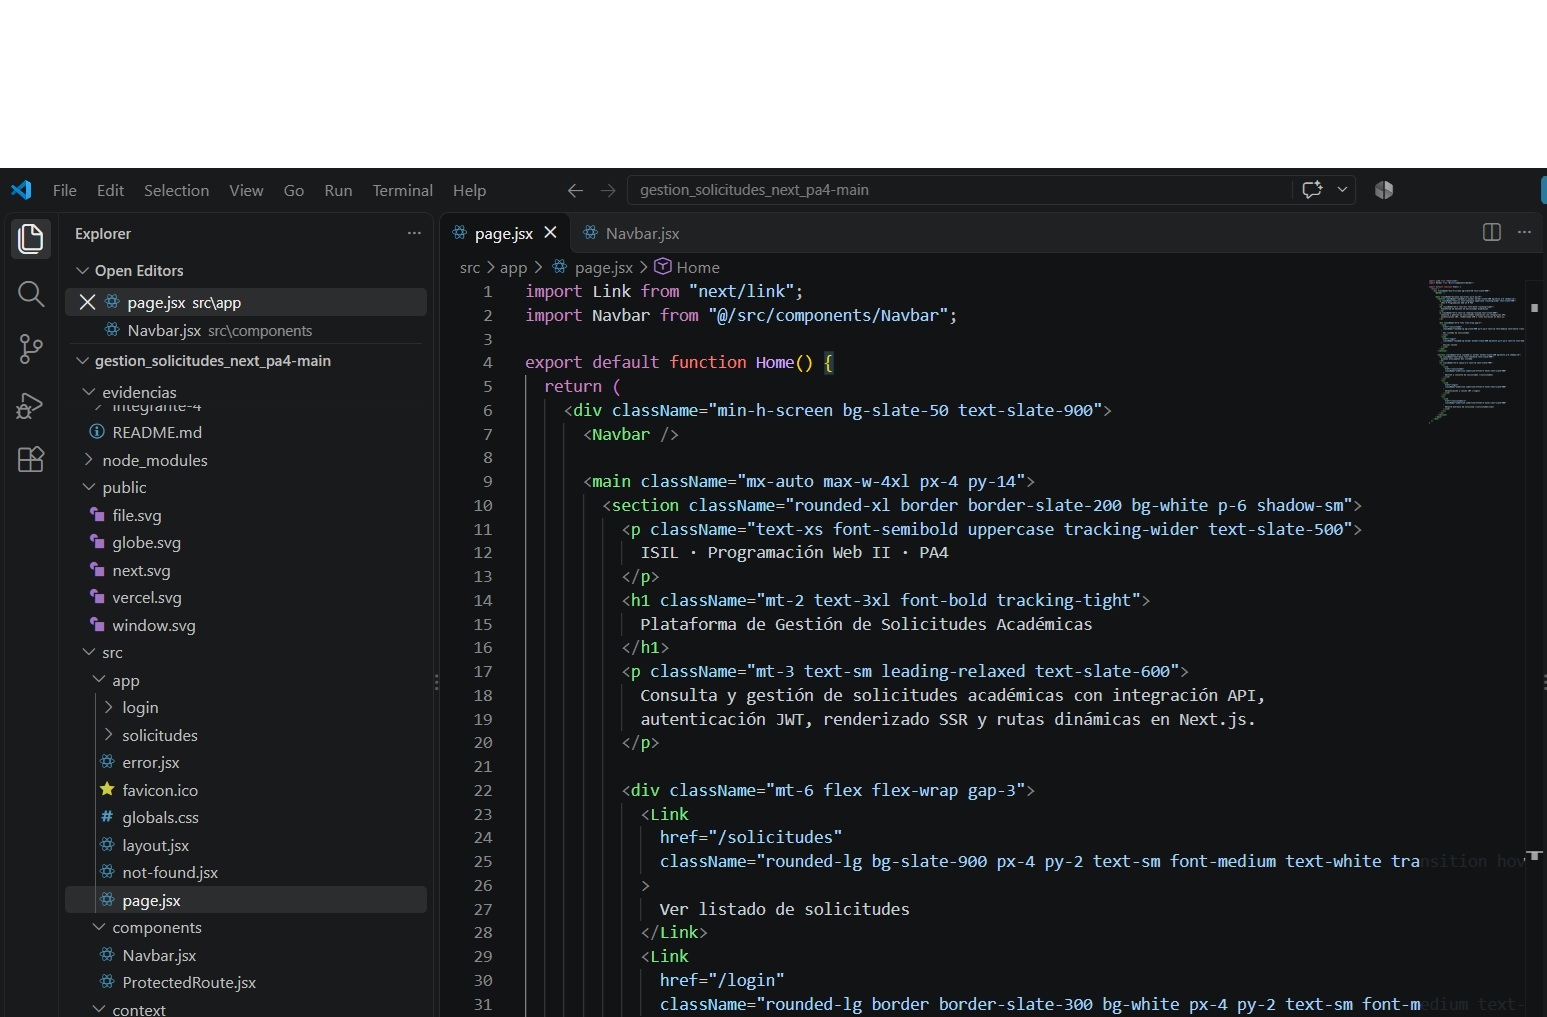 File Edit Selection View Go Run Terminal Help
gestion_solicitudes_next_pa4-main
Explorer
Open Editors
page.jsx src\app
Navbar.jsx src\components
gestion_solicitudes_next_pa4-main
evidencias
integrante-4
README.md
node_modules
public
file.svg
globe.svg
next.svg
vercel.svg
window.svg
src
app
login
solicitudes
error.jsx
favicon.ico
globals.css
layout.jsx
not-found.jsx
page.jsx
components
Navbar.jsx
ProtectedRoute.jsx
context
page.jsx
Navbar.jsx
src > app > page.jsx > Home
1 import Link from "next/link";
2 import Navbar from "@/src/components/Navbar";
3
4 export default function Home() {
5 return (
6 <div className="min-h-screen bg-slate-50 text-slate-900">
7 <Navbar />
8
9 <main className="mx-auto max-w-4xl px-4 py-14">
10 <section className="rounded-xl border border-slate-200 bg-white p-6 shadow-sm">
11 <p className="text-xs font-semibold uppercase tracking-wider text-slate-500">
12 ISIL · Programación Web II · PA4
13 </p>
14 <h1 className="mt-2 text-3xl font-bold tracking-tight">
15 Plataforma de Gestión de Solicitudes Académicas
16 </h1>
17 <p className="mt-3 text-sm leading-relaxed text-slate-600">
18 Consulta y gestión de solicitudes académicas con integración API,
19 autenticación JWT, renderizado SSR y rutas dinámicas en Next.js.
20 </p>
21
22 <div className="mt-6 flex flex-wrap gap-3">
23 <Link
24 href="/solicitudes"
25 className="rounded-lg bg-slate-900 px-4 py-2 text-sm font-medium text-white transition hov
26 >
27 Ver listado de solicitudes
28 </Link>
29 <Link
30 href="/login"
31 className="rounded-lg border border-slate-300 bg-white px-4 py-2 text-sm font-medium text-